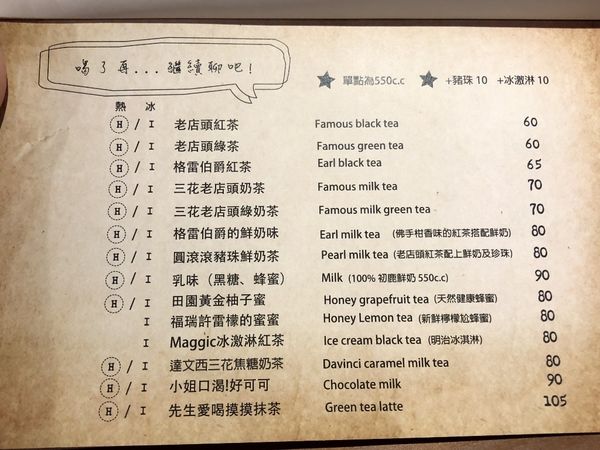 喝了再...繼續聊吧!
★ 單點為550c.c ★ +豬珠 10 +冰激淋 10
熱 冰
H / I 老店頭紅茶 Famous black tea 60
H / I 老店頭綠茶 Famous green tea 60
H / I 格雷伯爵紅茶 Earl black tea 65
H / I 三花老店頭奶茶 Famous milk tea 70
H / I 三花老店頭綠奶茶 Famous milk green tea 70
H / I 格雷伯爵的鮮奶味 Earl milk tea (佛手柑香味的紅茶搭配鮮奶) 80
H / I 圓滾滾豬珠鮮奶茶 Pearl milk tea (老店頭紅茶配上鮮奶及珍珠) 80
H / I 乳味（黑糖、蜂蜜） Milk (100% 初鹿鮮奶 550c.c) 90
H / I 田園黃金柚子蜜 Honey grapefruit tea (天然健康蜂蜜) 80
I 福瑞許雷檬的蜜蜜 Honey Lemon tea (新鮮檸檬尬蜂蜜) 80
I Maggic冰激淋紅茶 Ice cream black tea (明治冰淇淋) 80
H / I 達文西三花焦糖奶茶 Davinci caramel milk tea 80
H / I 小姐口渴!好可可 Chocolate milk 90
H / I 先生愛喝摸摸抹茶 Green tea latte 105